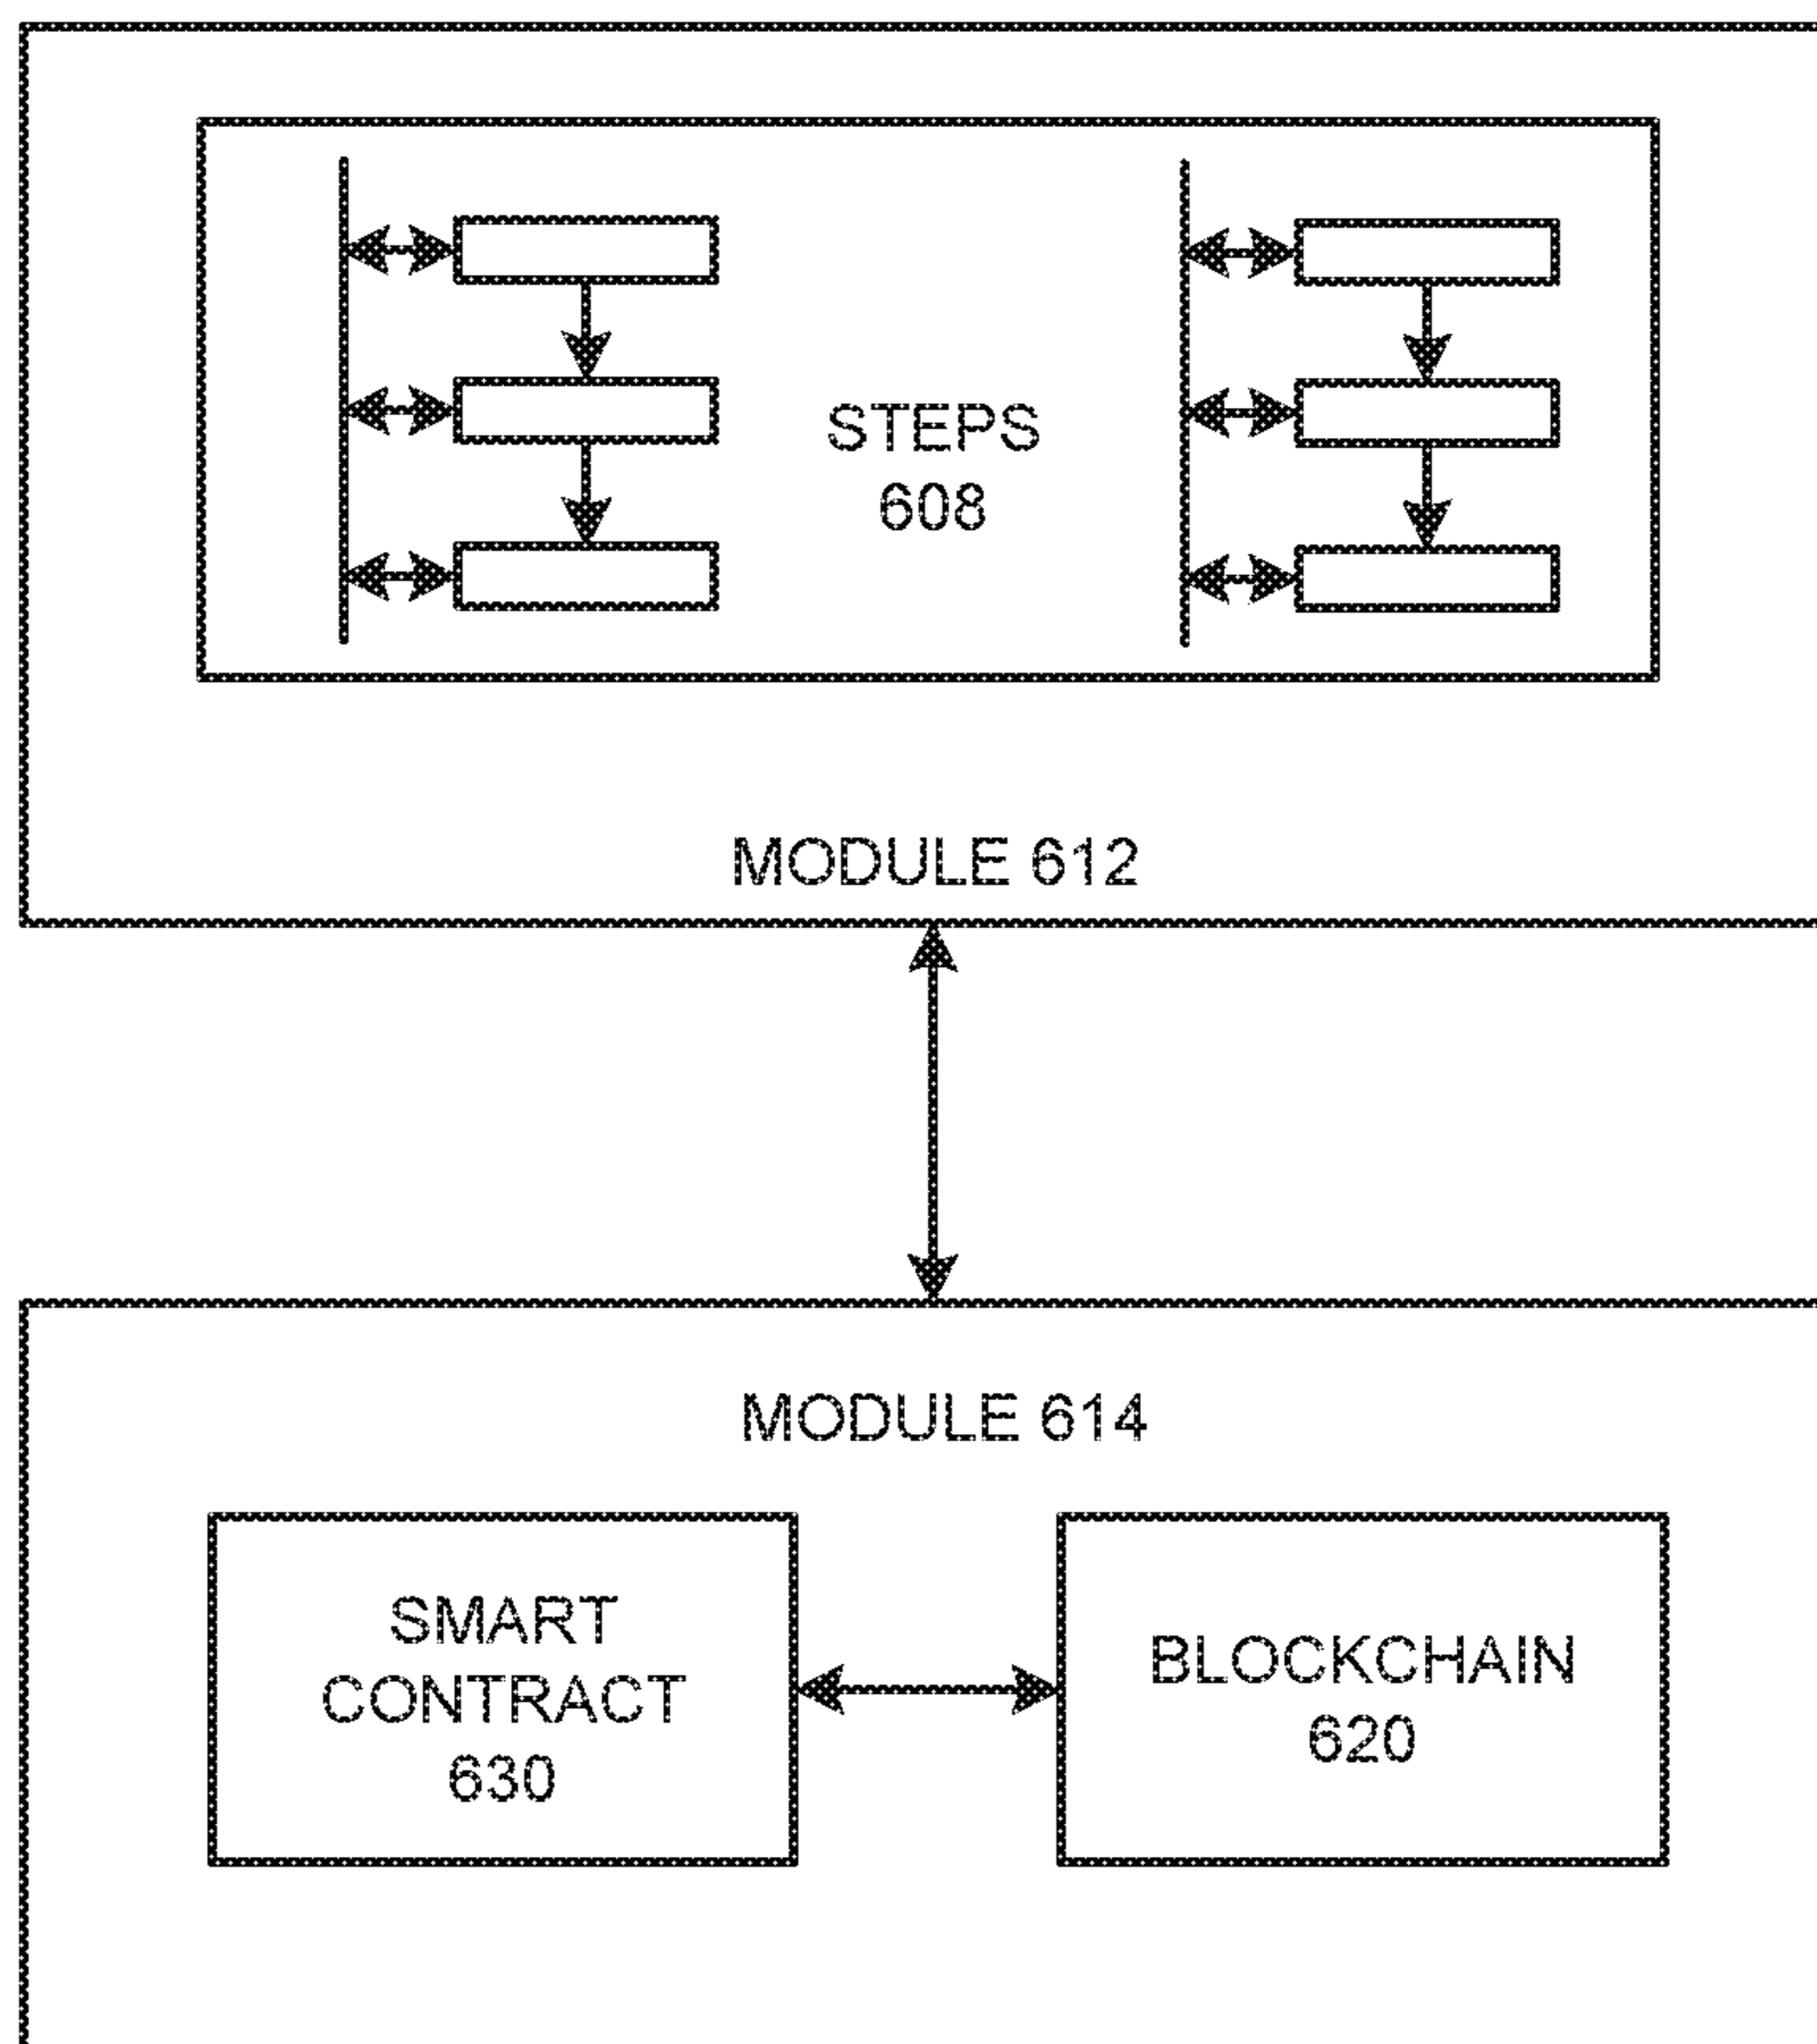 STEPS
608
MODULE 612
MODULE 614
SMART
CONTRACT
630
BLOCKCHAIN
620